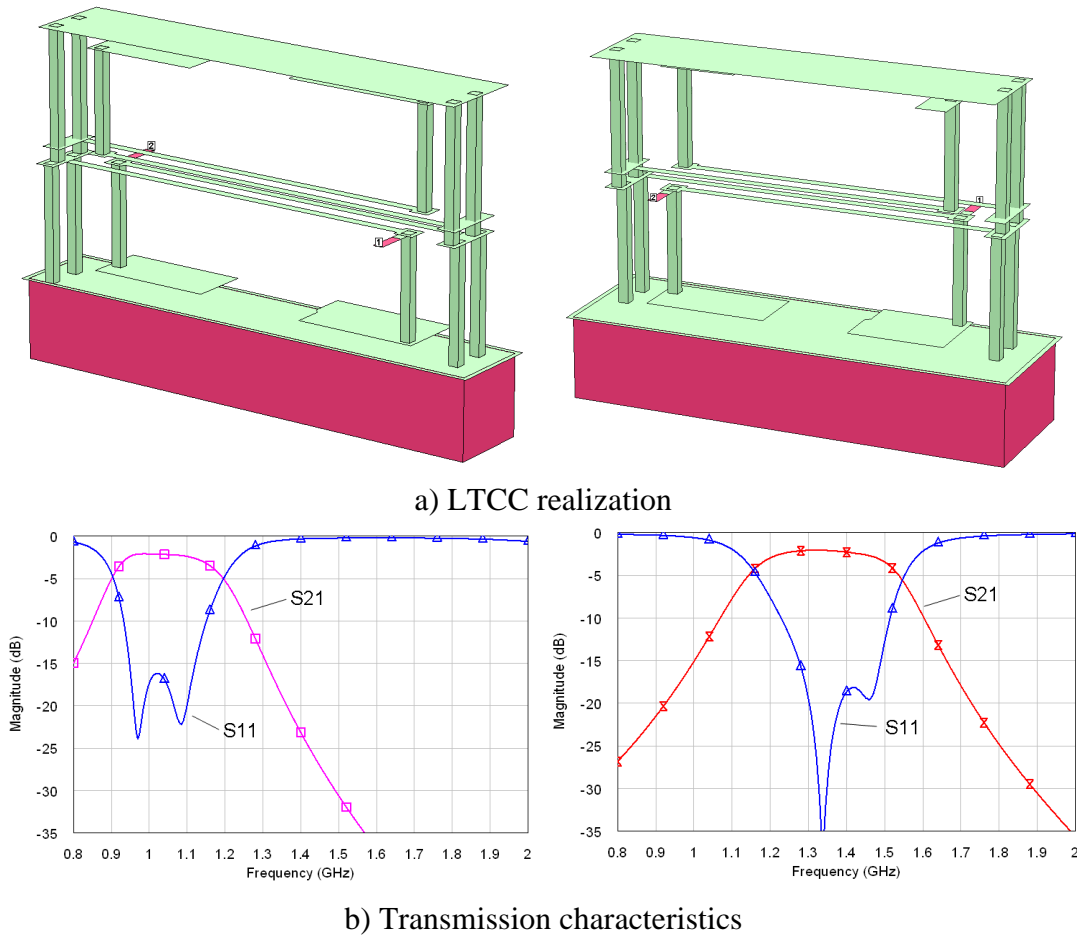 2
1
2
1
a) LTCC realization
0
-5
-10
-15
-20
-25
-30
-35
Magnitude (dB)
S21
S11
0.8 0.9 1 1.1 1.2 1.3 1.4 1.5 1.6 1.7 1.8 1.9 2
Frequency (GHz)
0
-5
-10
-15
-20
-25
-30
-35
Magnitude (dB)
S21
S11
0.8 0.9 1 1.1 1.2 1.3 1.4 1.5 1.6 1.7 1.8 1.9 2
Frequency (GHz)
b) Transmission characteristics